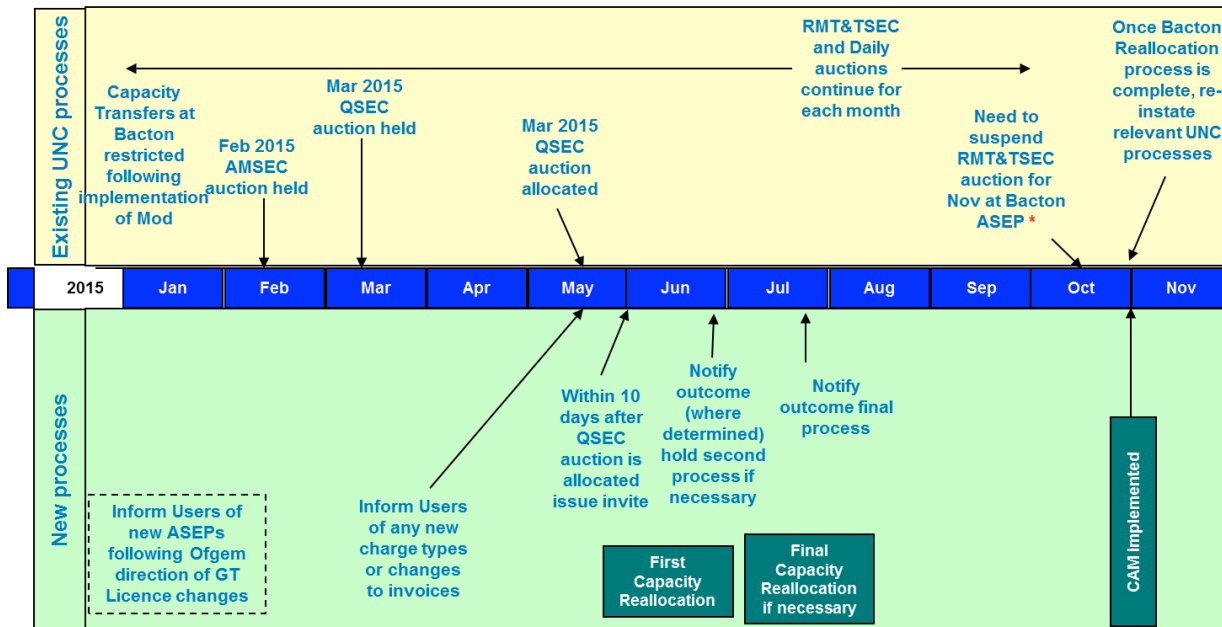 Existing UNC processes
Capacity
Transfers at
Bacton
restricted
following
implementation
of Mod
Feb 2015
AMSEC
auction held
Mar 2015
QSEC
auction held
Mar 2015
QSEC
auction
allocated
RMT&TSEC
and Daily
auctions
continue for
each month
Need to
suspend
RMT&TSEC
auction for
Nov at Bacton
ASEP *
Once Bacton
Reallocation
process is
complete, re-
instate
relevant UNC
processes
2015 Jan Feb Mar Apr May Jun Jul Aug Sep Oct Nov
New processes
Inform Users of
new ASEPs
following Ofgem
direction of GT
Licence changes
Inform Users
of any new
charge types
or changes
to invoices
Within 10
days after
QSEC
auction is
allocated
issue invite
Notify
outcome
(where
determined)
hold second
process if
necessary
Notify
outcome final
process
First
Capacity
Reallocation
Final
Capacity
Reallocation
if necessary
CAM implemented